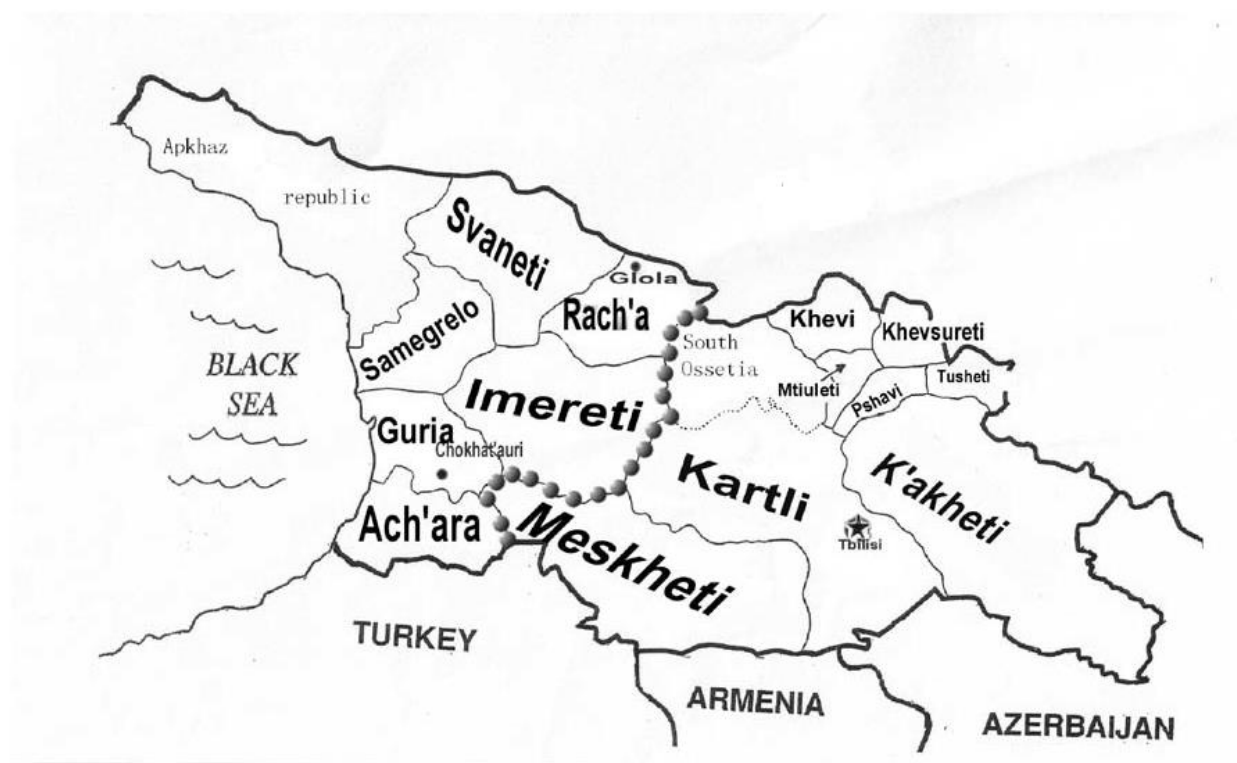 Apkhaz
republic
Svaneti
Glola
Rach'a
Samegrelo
Khevi
Khevsureti
South
Ossetia
BLACK
SEA
Mtiuleti
Pshavi
Tusheti
Imereti
Guria
Chokhat'auri
Kartli
K'akheti
Ach'ara
Meskheti
Tbilisi
TURKEY
ARMENIA
AZERBAIJAN